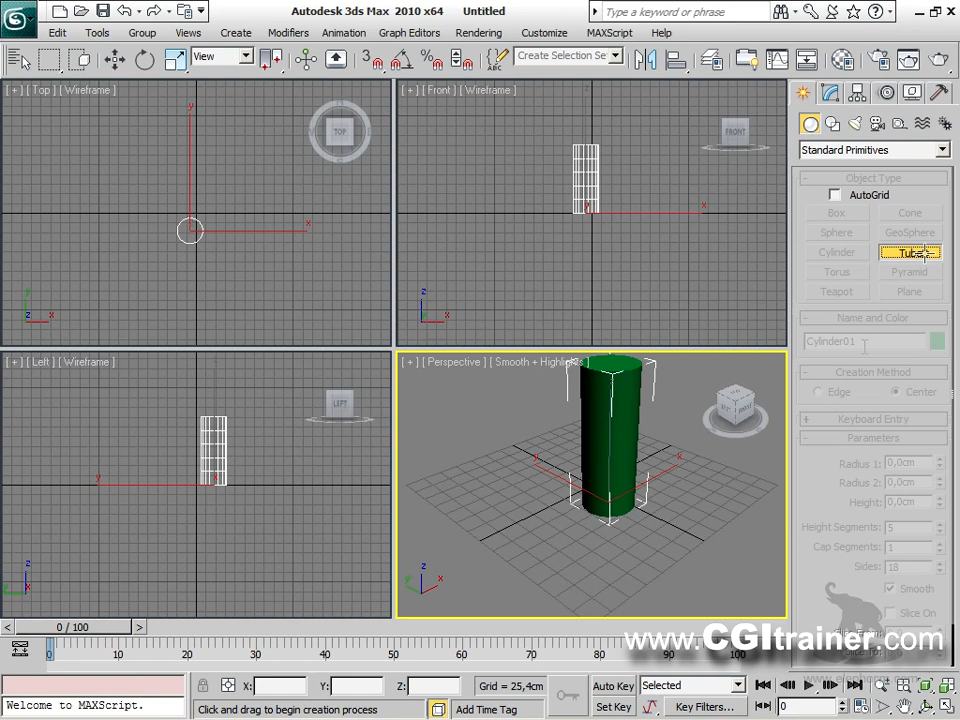 Autodesk 3ds Max 2010 x64 Untitled
Type a keyword or phrase
Edit Tools Group Views Create Modifiers Animation Graph Editors Rendering Customize MAXScript Help
View
3
%
ABC
Create Selection Se
[ + ] [ Top ] [ Wireframe ]
TOP
y
x
y
z x
[ + ] [ Front ] [ Wireframe ]
FRONT
y x
z
x
[ + ] [ Left ] [ Wireframe ]
LEFT
x x
z
y
[ + ] [ Perspective ] [ Smooth + Highlights
x x
z
y x
Standard Primitives
- Object Type
AutoGrid
Box Cone
Sphere GeoSphere
Cylinder Tube
Torus Pyramid
Teapot Plane
- Name and Color
Cylinder01
- Creation Method
Edge Center
+ Keyboard Entry
- Parameters
Radius 1: 0,0cm
Radius 2: 0,0cm
Height: 0,0cm
Height Segments: 5
Cap Segments: 1
Sides: 18
Smooth
Slice On
www.CGItrainer.com
< 0 / 100 >
0 10 20 30 40 50 60 70 80 90 100
X: Y: Z: Grid = 25,4cm
Auto Key Selected
Welcome to MAXScript.
Click and drag to begin creation process
Add Time Tag
Set Key Key Filters...
0